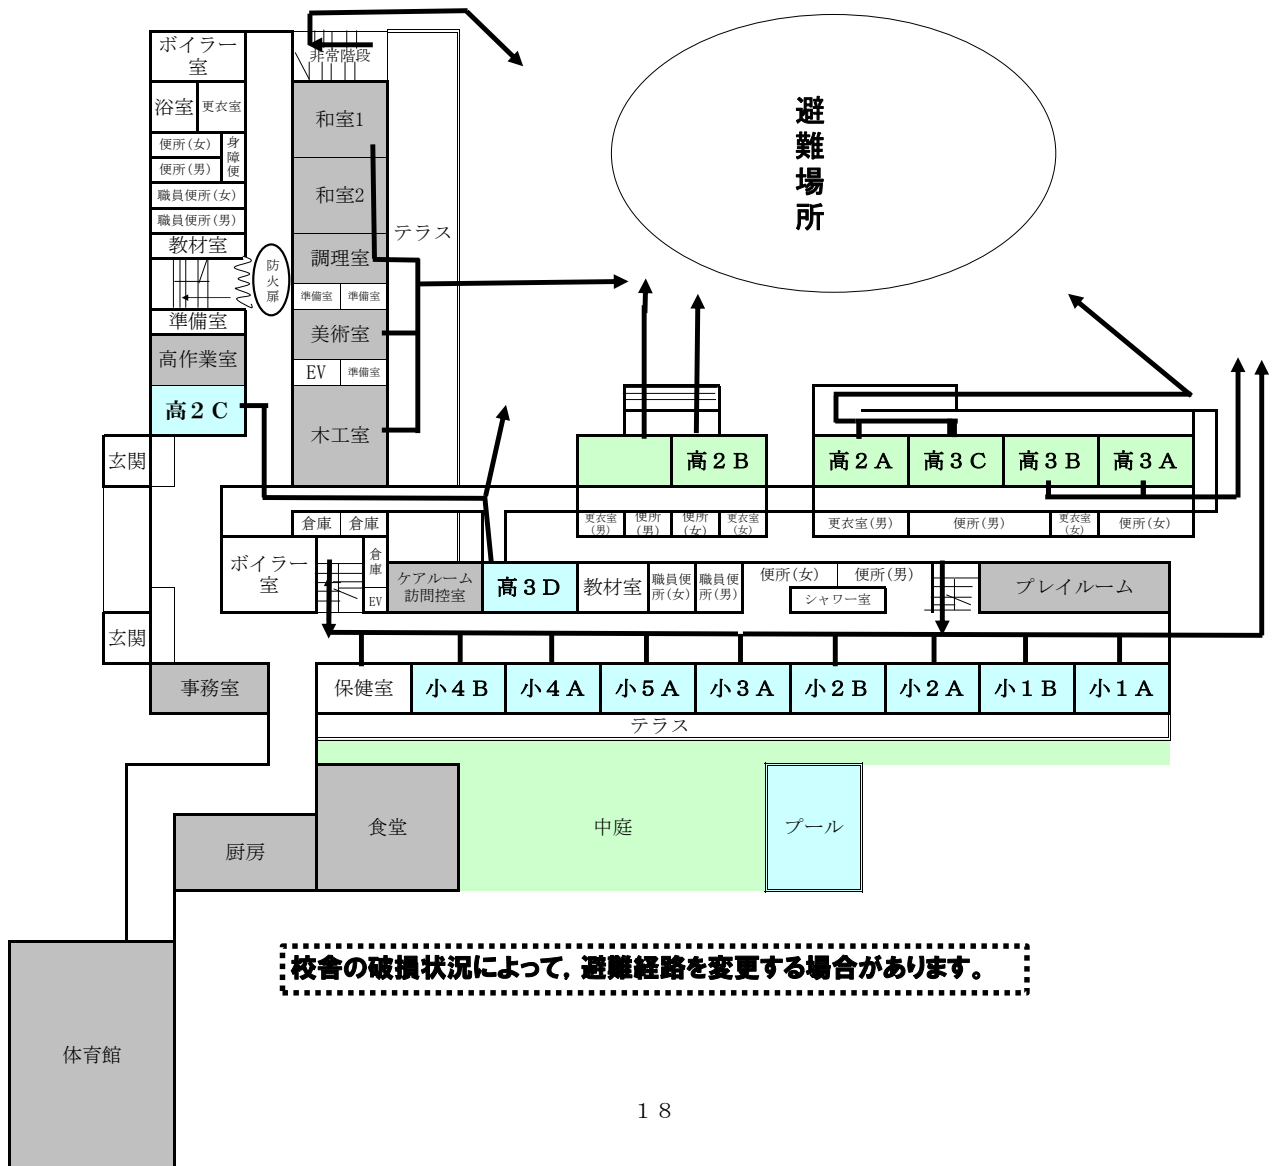 ボイラー
室
非常階段
浴室
更衣室
和室1
避難場所
便所(女)
身障便
便所(男)
職員便所(女)
和室2
職員便所(男)
テラス
教材室
調理室
防火扉
準備室
準備室
準備室
美術室
高作業室
EV
準備室
高2C
木工室
玄関
高2B
高2A
高3C
高3B
高3A
倉庫
倉庫
更衣室
(男)
便所
(男)
便所
(女)
更衣室
(女)
更衣室(男)
便所(男)
更衣室
(女)
便所(女)
ボイラー
室
倉庫
EV
ケアルーム
訪問控室
高3D
教材室
職員便
所(女)
職員便
所(男)
便所(女)
便所(男)
シャワー室
プレイルーム
玄関
事務室
保健室
小4B
小4A
小5A
小3A
小2B
小2A
小1B
小1A
テラス
食堂
中庭
プール
厨房
校舎の破損状況によって,避難経路を変更する場合があります。
体育館
18